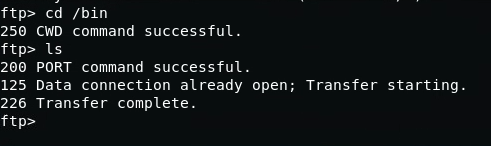 ftp> cd /bin
250 CWD command successful.
ftp> ls
200 PORT command successful.
125 Data connection already open; Transfer starting.
226 Transfer complete.
ftp>